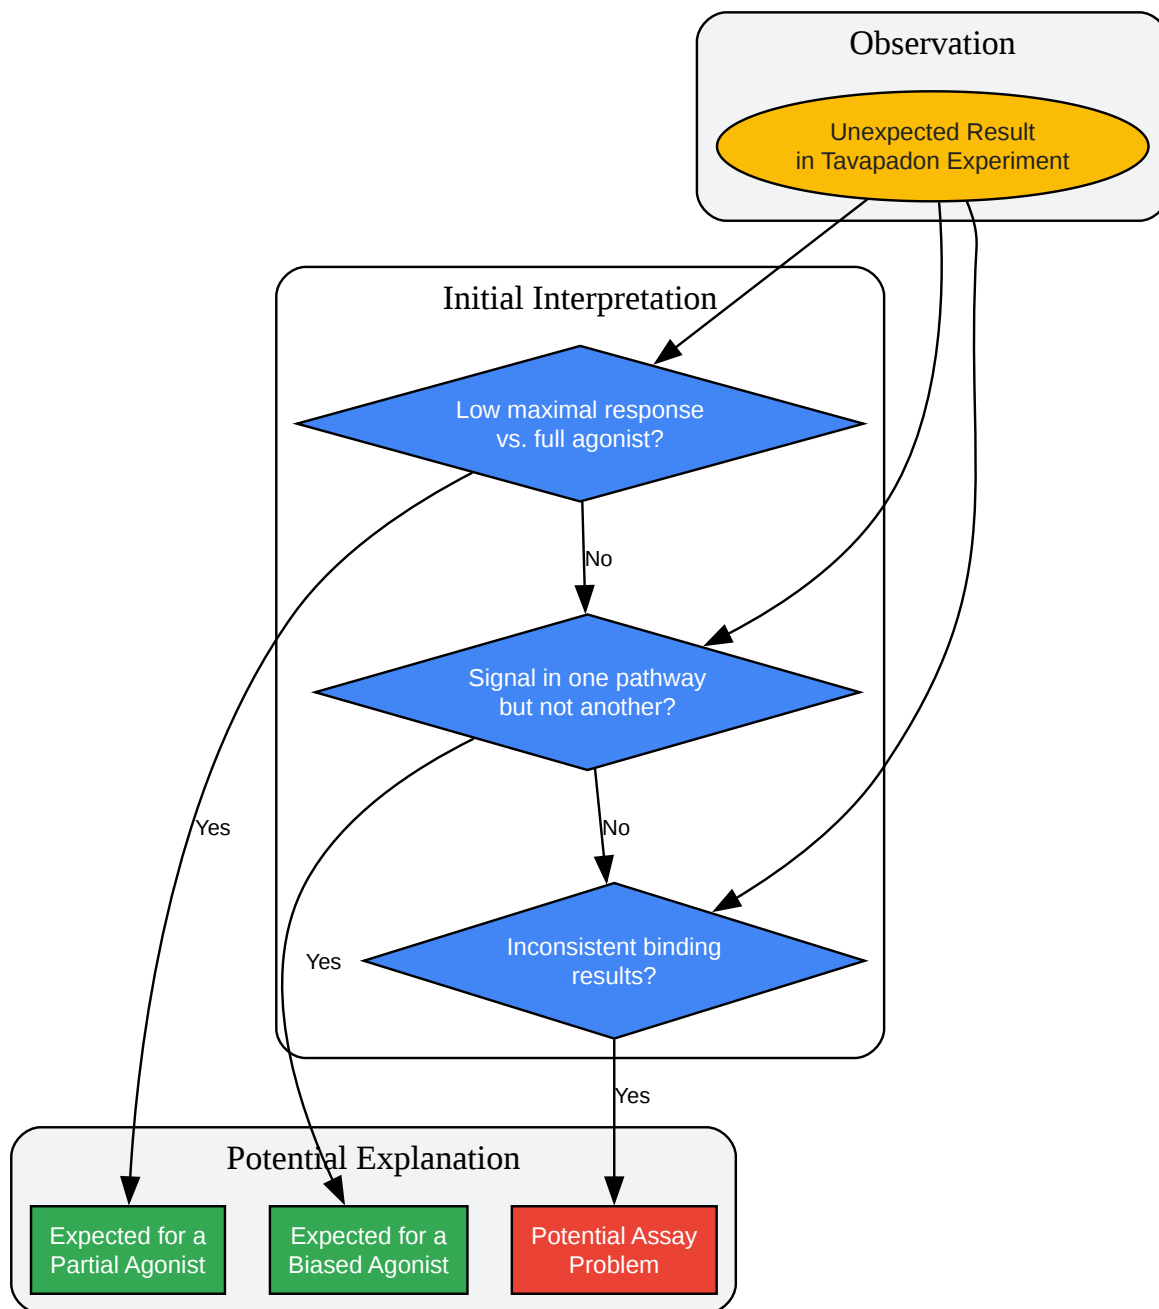 Observation
Unexpected Result
in Tavapadon Experiment
Initial Interpretation
Low maximal response
vs. full agonist?
No
Signal in one pathway
but not another?
Yes
No
Inconsistent binding
results?
Yes
Yes
Potential Explanation
Expected for a
Partial Agonist
Expected for a
Biased Agonist
Potential Assay
Problem